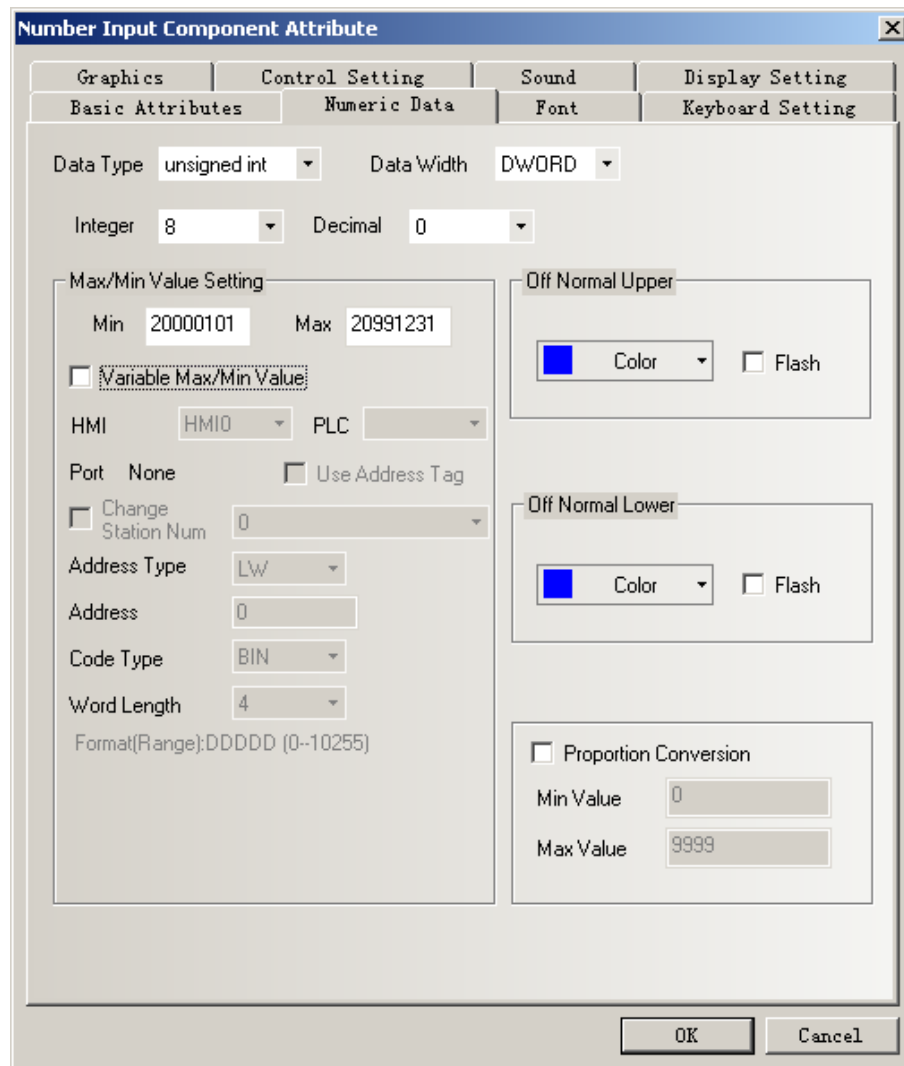 Number Input Component Attribute
Graphics Control Setting Sound Display Setting
Basic Attributes Numeric Data Font Keyboard Setting
Data Type unsigned int Data Width DWORD
Integer 8 Decimal 0
Max/Min Value Setting
Min 20000101 Max 20991231
Variable Max/Min Value
HMI HMI0 PLC
Port None Use Address Tag
Change
Station Num 0
Address Type LW
Address 0
Code Type BIN
Word Length 4
Format(Range):DDDDD (0--10255)
Off Normal Upper
Color Flash
Off Normal Lower
Color Flash
Proportion Conversion
Min Value 0
Max Value 9999
OK Cancel